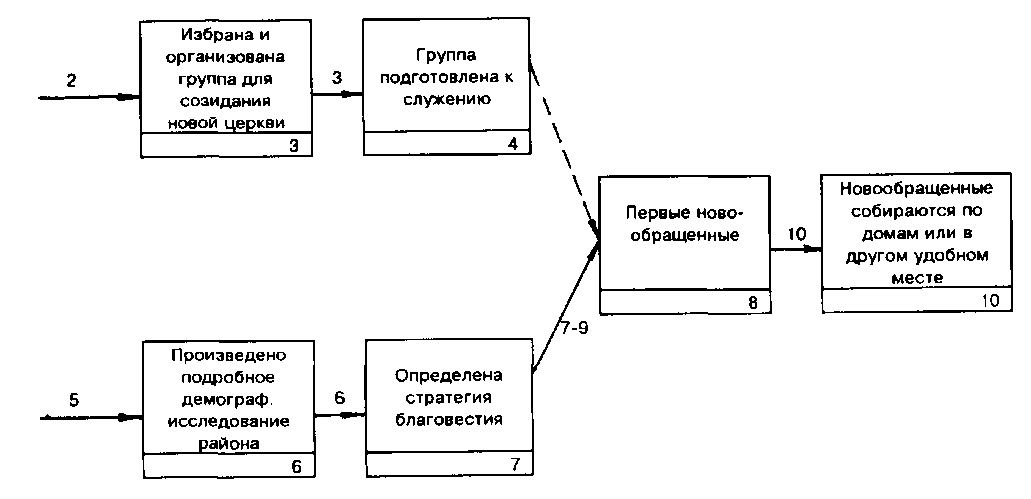 2
Избрана и
организована
группа для
созидания
новой церкви
3
3
Группа
подготовлена к
служению
4
Первые ново-
обращенные
8
10
Новообращенные
собираются по
домам или в
другом удобном
месте
10
5
Произведено
подробное
демограф.
исследование
района
6
6
Определена
стратегия
благовестия
7
7-9